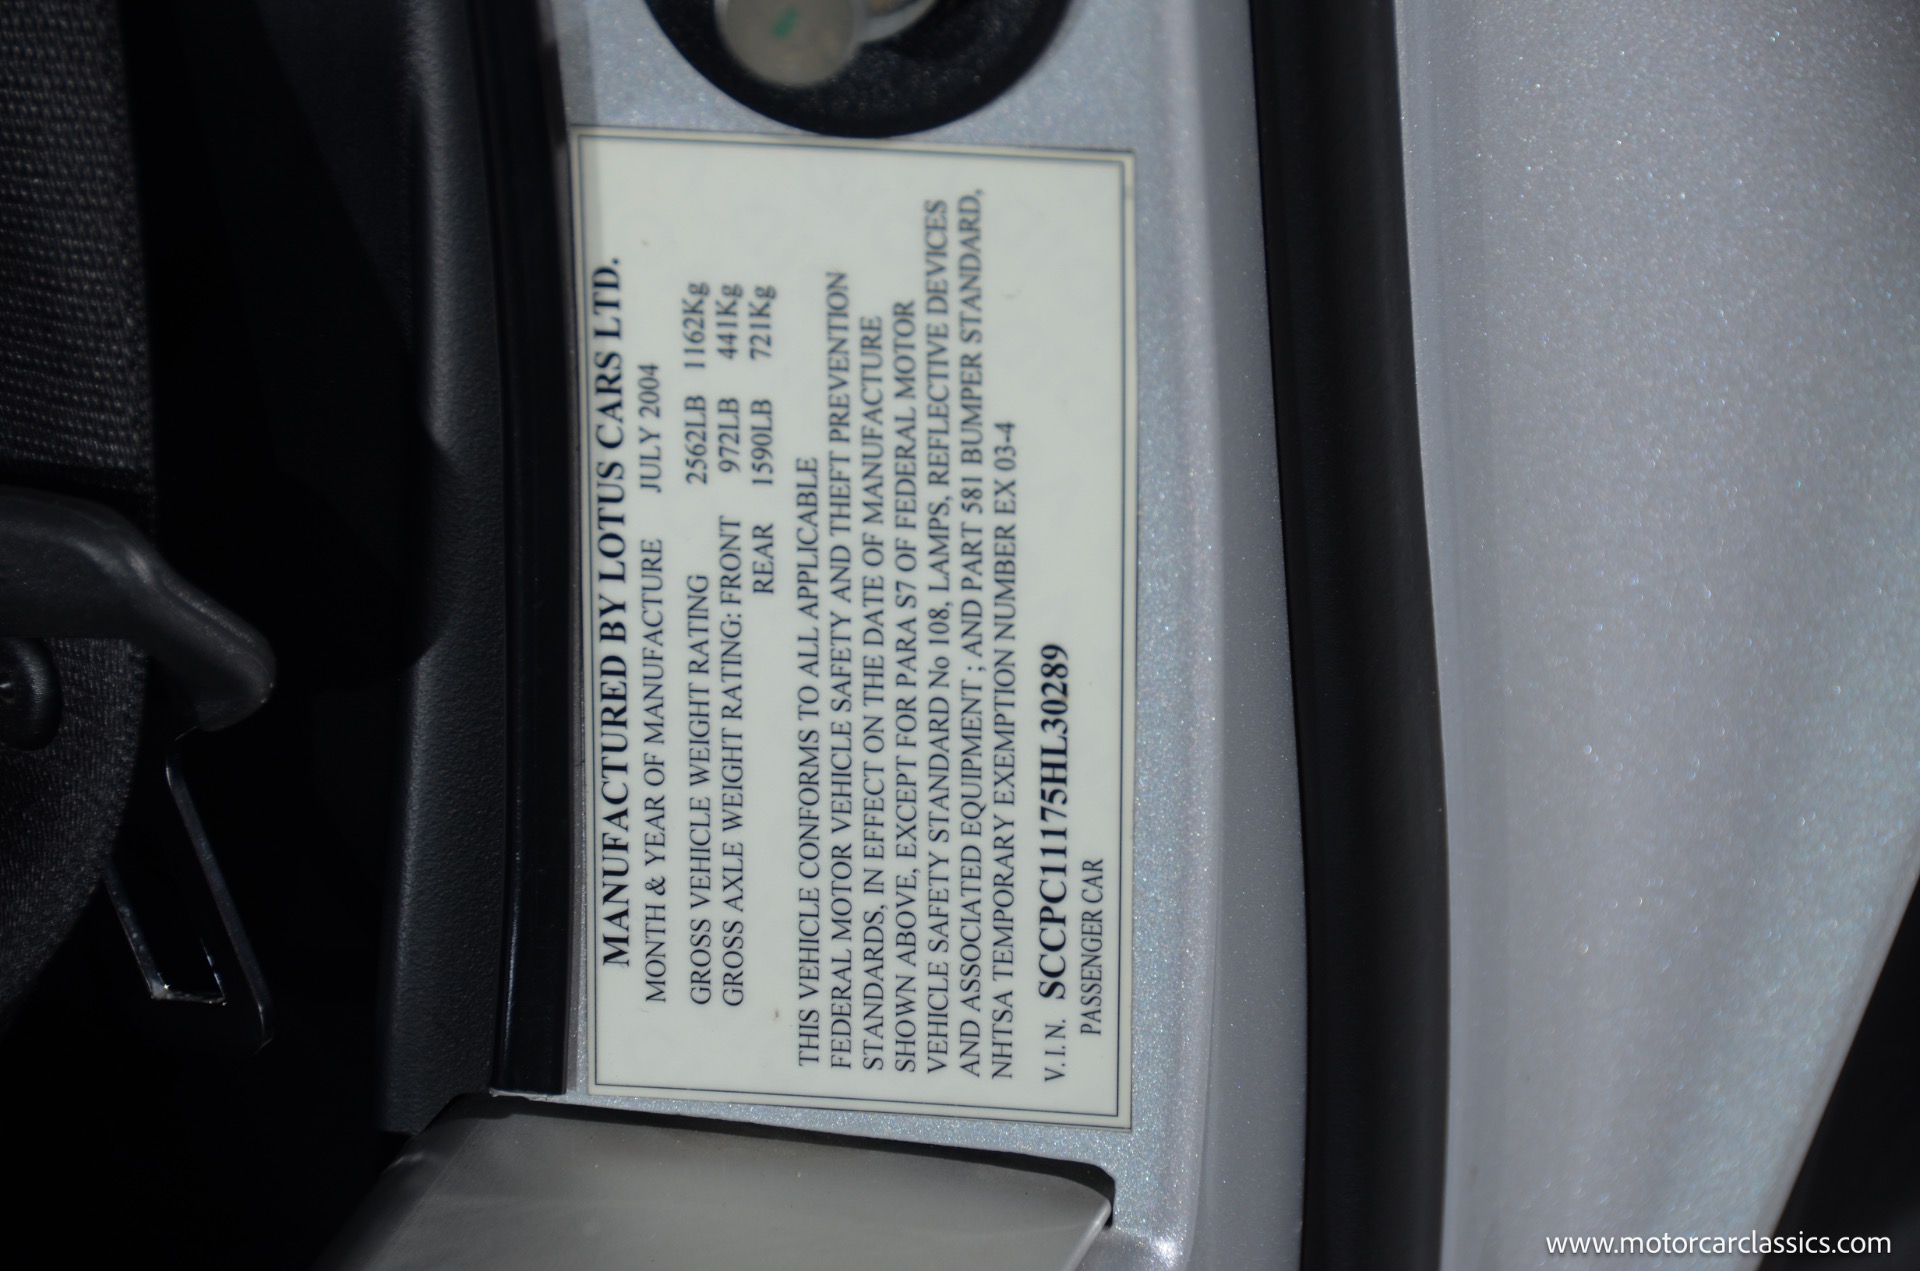 MANUFACTURED BY LOTUS CARS LTD.
MONTH & YEAR OF MANUFACTURE JULY 2004
GROSS VEHICLE WEIGHT RATING 2562LB 1162Kg
GROSS AXLE WEIGHT RATING: FRONT 972LB 441Kg
REAR 1590LB 721Kg
THIS VEHICLE CONFORMS TO ALL APPLICABLE
FEDERAL MOTOR VEHICLE SAFETY AND THEFT PREVENTION
STANDARDS, IN EFFECT ON THE DATE OF MANUFACTURE
SHOWN ABOVE, EXCEPT FOR PARA S7 OF FEDERAL MOTOR
VEHICLE SAFETY STANDARD No 108, LAMPS, REFLECTIVE DEVICES
AND ASSOCIATED EQUIPMENT ; AND PART 581 BUMPER STANDARD,
NHTSA TEMPORARY EXEMPTION NUMBER EX 03-4
V.I.N. SCCPC11175HL30289
PASSENGER CAR
www.motorcarclassics.com